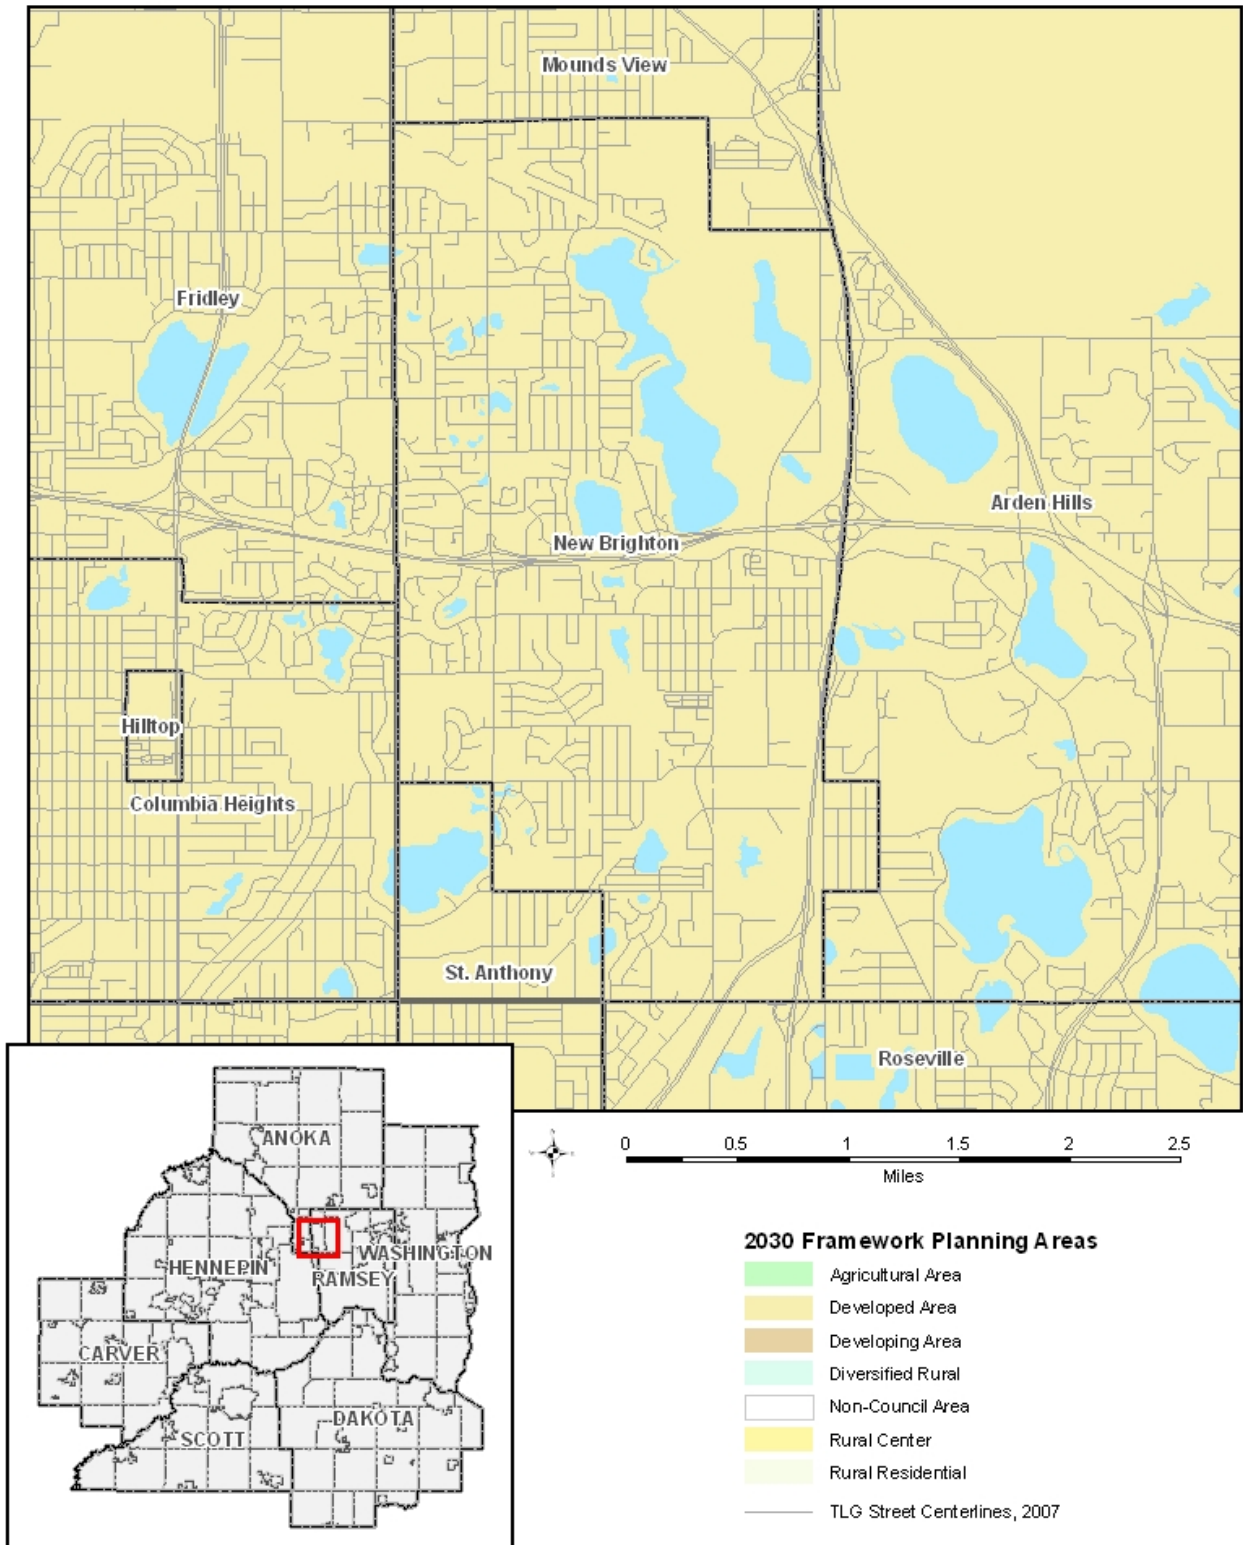 Mounds View
Fridley
Arden Hills
New Brighton
Hilltop
Columbia Heights
St. Anthony
Roseville
ANOKA
WASHINGTON
HENNEPIN
RAMSEY
CARVER
DAKOTA
SCOTT
0 0.5 1 1.5 2 2.5
Miles
2030 Framework Planning Areas
Agricultural Area
Developed Area
Developing Area
Diversified Rural
Non-Council Area
Rural Center
Rural Residential
TLG Street Centerlines, 2007